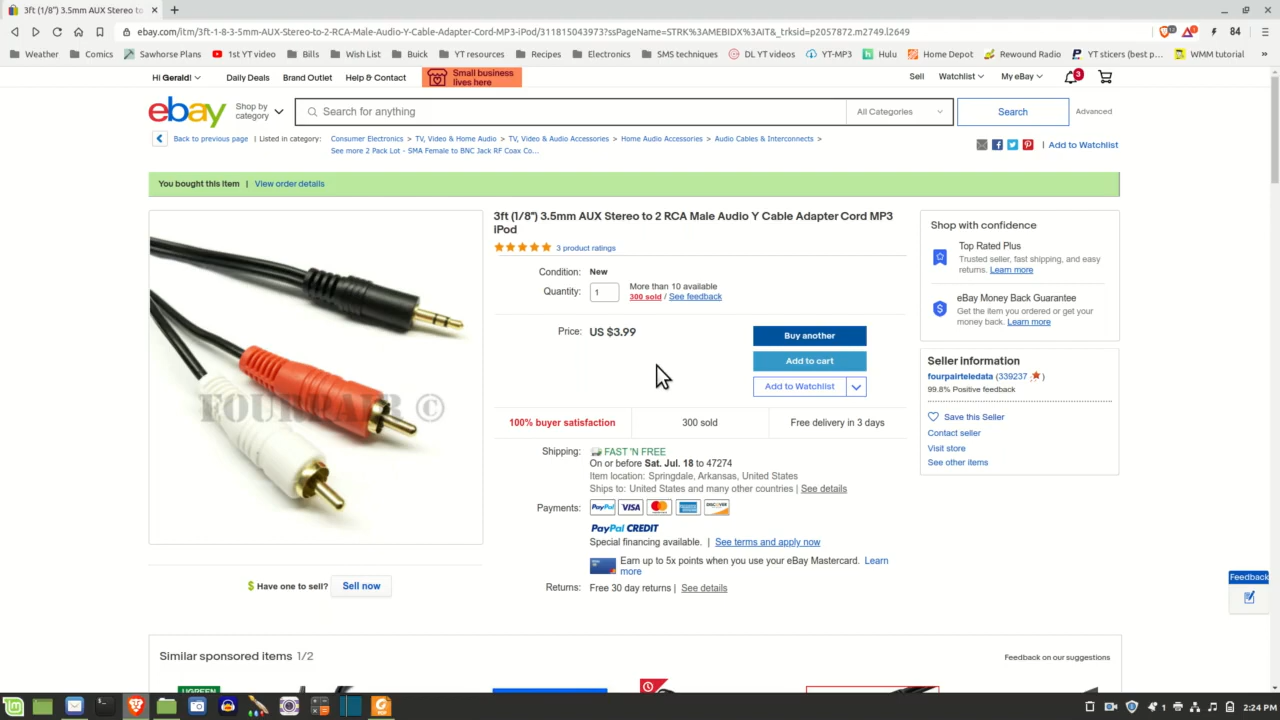 3ft (1/8") 3.5mm AUX Stereo to
ebay.com/itm/3ft-1-8-3-5mm-AUX-Stereo-to-2-RCA-Male-Audio-Y-Cable-Adapter-Cord-MP3-iPod/311815043973?ssPageName=STRK%3AMEBIDX%3AIT&_trksid=p2057872.m2749.l2649
84
Weather Comics Sawhorse Plans 1st YT video Bills Wish List Buick YT resources Recipes Electronics SMS techniques DL YT videos YT-MP3 Hulu Home Depot Rewound Radio YT sticers (best p... WMM tutorial »
Hi Gerald! Daily Deals Brand Outlet Help & Contact Small business
lives here
Sell Watchlist My eBay 3
ebay Shop by
category
Search for anything All Categories Search Advanced
Back to previous page | Listed in category: Consumer Electronics > TV, Video & Home Audio > TV, Video & Audio Accessories > Home Audio Accessories > Audio Cables & Interconnects >
See more 2 Pack Lot - SMA Female to BNC Jack RF Coax Co...
| Add to Watchlist
You bought this item | View order details
3ft (1/8") 3.5mm AUX Stereo to 2 RCA Male Audio Y Cable Adapter Cord MP3
iPod
3 product ratings
Condition: New
Quantity: 1 More than 10 available
300 sold / See feedback
Price: US $3.99
Buy another
Add to cart
Add to Watchlist
100% buyer satisfaction 300 sold Free delivery in 3 days
Shipping: FAST 'N FREE
On or before Sat. Jul. 18 to 47274
Item location: Springdale, Arkansas, United States
Ships to: United States and many other countries | See details
Payments: PayPal VISA DISCOVER
PayPal CREDIT
Special financing available. | See terms and apply now
Earn up to 5x points when you use your eBay Mastercard. Learn
more
Returns: Free 30 day returns | See details
Shop with confidence
Top Rated Plus
Trusted seller, fast shipping, and easy
returns. Learn more
eBay Money Back Guarantee
Get the item you ordered or get your
money back. Learn more
Seller information
fourpairteledata (339237 )
99.8% Positive feedback
Save this Seller
Contact seller
Visit store
See other items
©
$ Have one to sell? Sell now
Feedback
Similar sponsored items 1/2 Feedback on our suggestions
UGREEN
1 2:24 PM